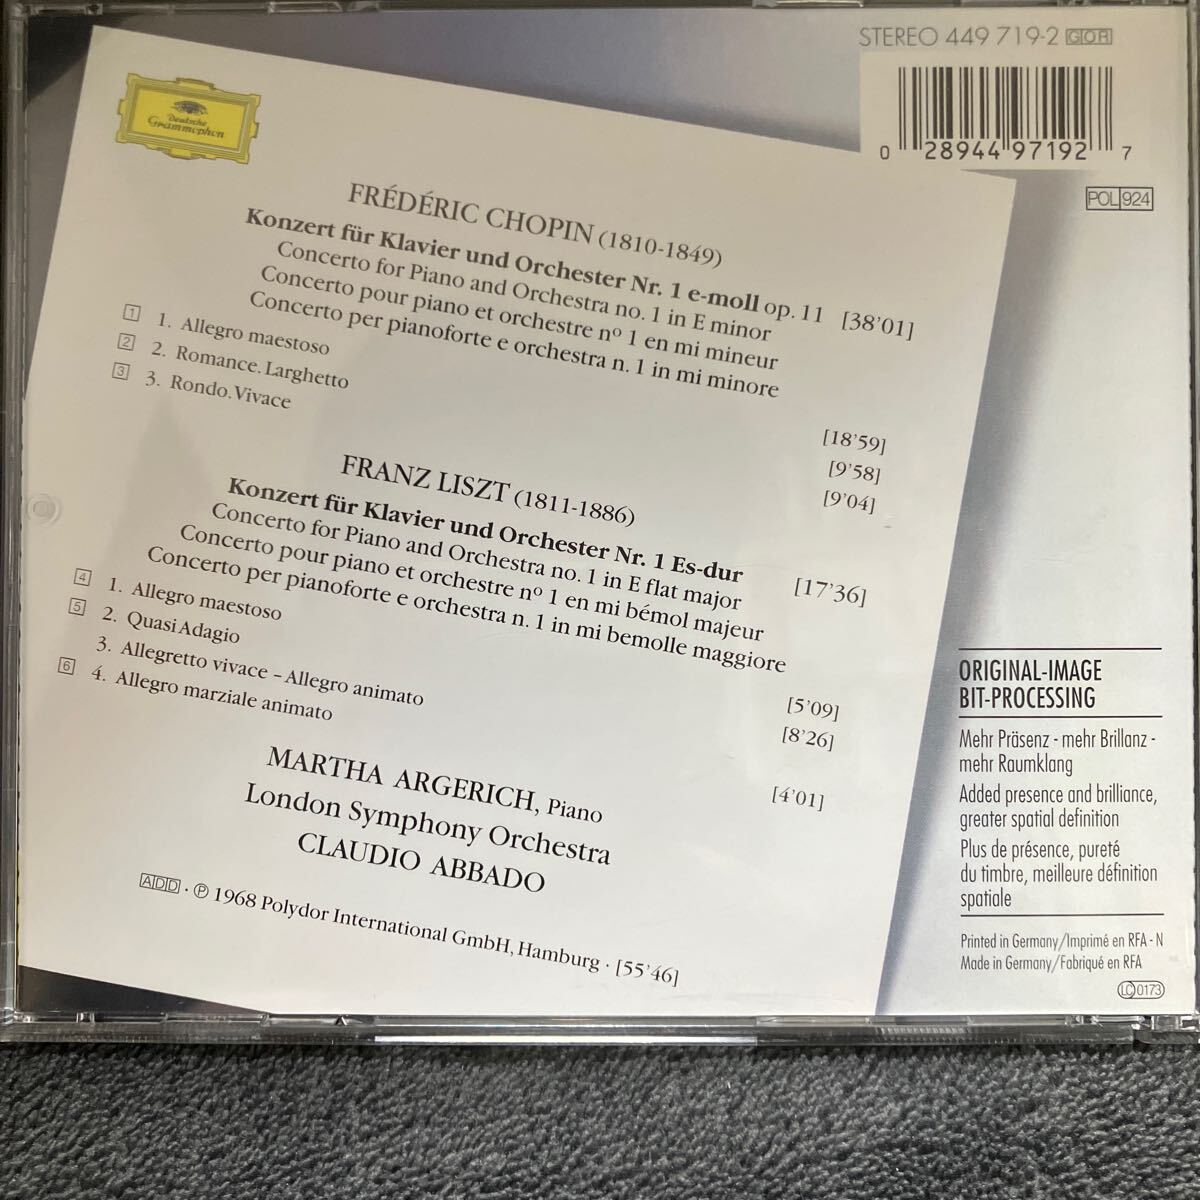 STEREO 449 719-2 GOR
0 28944 97192 7
POL 924
Deutsche
Grammophon
FRÉDÉRIC CHOPIN (1810-1849)
Konzert für Klavier und Orchester Nr. 1 e-moll op. 11 [38'01]
Concerto for Piano and Orchestra no. 1 in E minor
Concerto pour piano et orchestre nº 1 en mi mineur
Concerto per pianoforte e orchestra n. 1 in mi minore
1 1. Allegro maestoso [18'59]
2 2. Romance. Larghetto [9'58]
3 3. Rondo. Vivace [9'04]
FRANZ LISZT (1811-1886)
Konzert für Klavier und Orchester Nr. 1 Es-dur [17'36]
Concerto for Piano and Orchestra no. 1 in E flat major
Concerto pour piano et orchestre nº 1 en mi bémol majeur
Concerto per pianoforte e orchestra n. 1 in mi bemolle maggiore
4 1. Allegro maestoso [5'09]
5 2. Quasi Adagio [8'26]
3. Allegretto vivace – Allegro animato
6 4. Allegro marziale animato [4'01]
MARTHA ARGERICH, Piano
London Symphony Orchestra
CLAUDIO ABBADO
ADD · ℗ 1968 Polydor International GmbH, Hamburg · [55'46]
ORIGINAL-IMAGE
BIT-PROCESSING
Mehr Präsenz - mehr Brillanz -
mehr Raumklang
Added presence and brilliance,
greater spatial definition
Plus de présence, pureté
du timbre, meilleure définition
spatiale
Printed in Germany/Imprimé en RFA - N
Made in Germany/Fabriqué en RFA
LC 0173